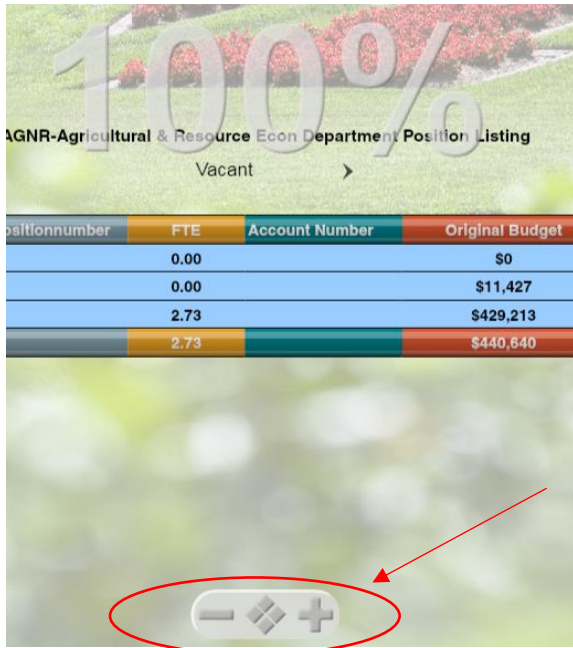 100%
AGNR-Agricultural & Resource Econ Department Position Listing
Vacant
ositionnumber FTE Account Number Original Budget
0.00 $0
0.00 $11,427
2.73 $429,213
2.73 $440,640